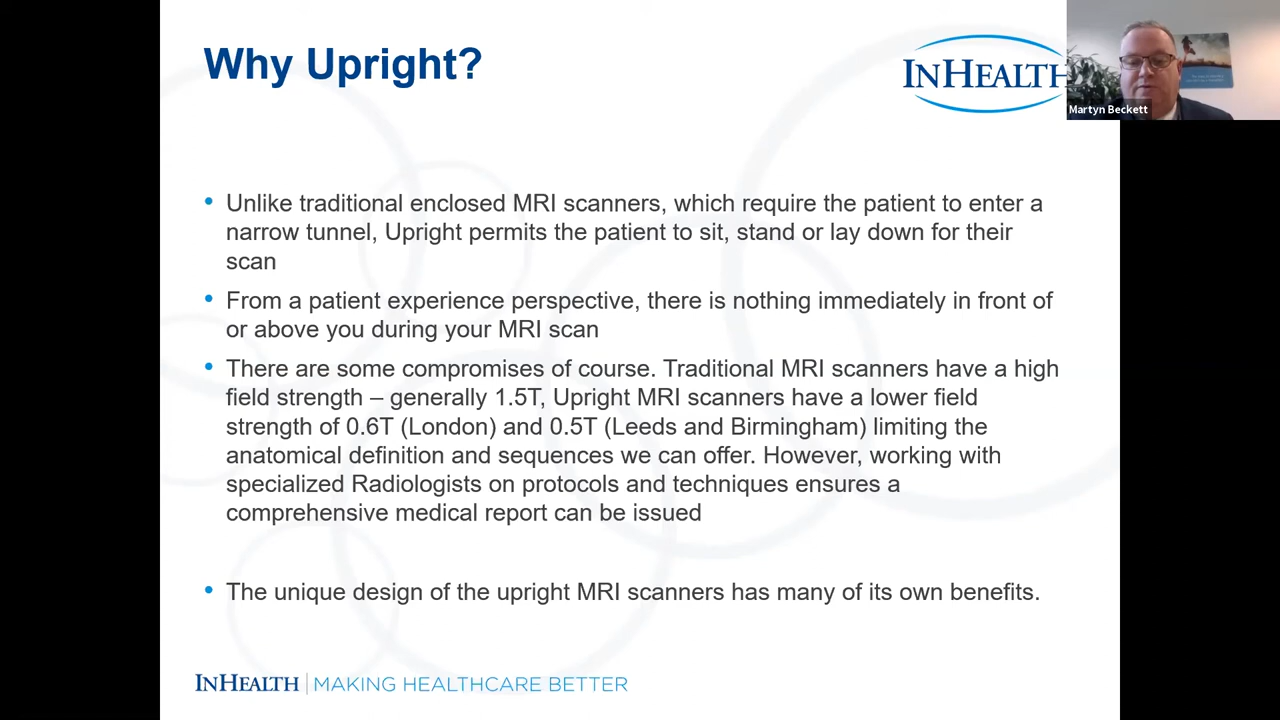 Why Upright?
INHEALTH
Martyn Beckett
• Unlike traditional enclosed MRI scanners, which require the patient to enter a
narrow tunnel, Upright permits the patient to sit, stand or lay down for their
scan
• From a patient experience perspective, there is nothing immediately in front of
or above you during your MRI scan
• There are some compromises of course. Traditional MRI scanners have a high
field strength – generally 1.5T, Upright MRI scanners have a lower field
strength of 0.6T (London) and 0.5T (Leeds and Birmingham) limiting the
anatomical definition and sequences we can offer. However, working with
specialized Radiologists on protocols and techniques ensures a
comprehensive medical report can be issued
• The unique design of the upright MRI scanners has many of its own benefits.
INHEALTH | MAKING HEALTHCARE BETTER